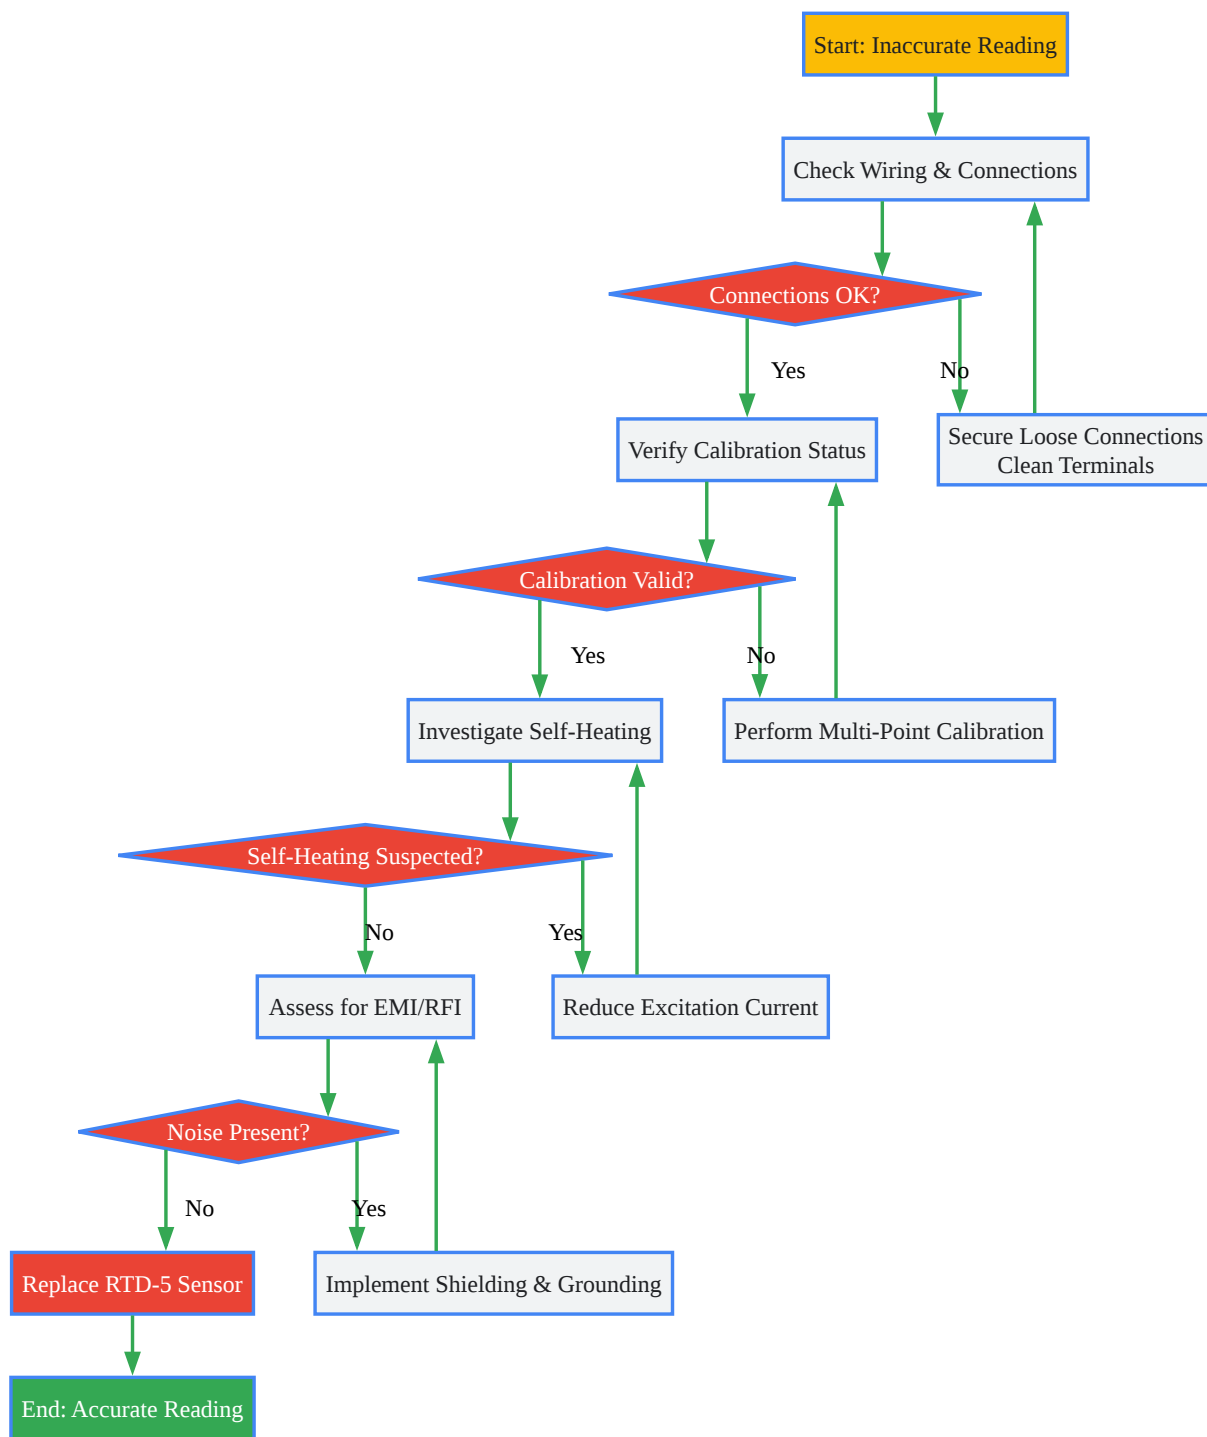 Start: Inaccurate Reading
Check Wiring & Connections
Connections OK?
Yes
No
Verify Calibration Status
Secure Loose Connections
Clean Terminals
Calibration Valid?
Yes
No
Investigate Self-Heating
Perform Multi-Point Calibration
Self-Heating Suspected?
No
Yes
Assess for EMI/RFI
Reduce Excitation Current
Noise Present?
No
Yes
Replace RTD-5 Sensor
Implement Shielding & Grounding
End: Accurate Reading